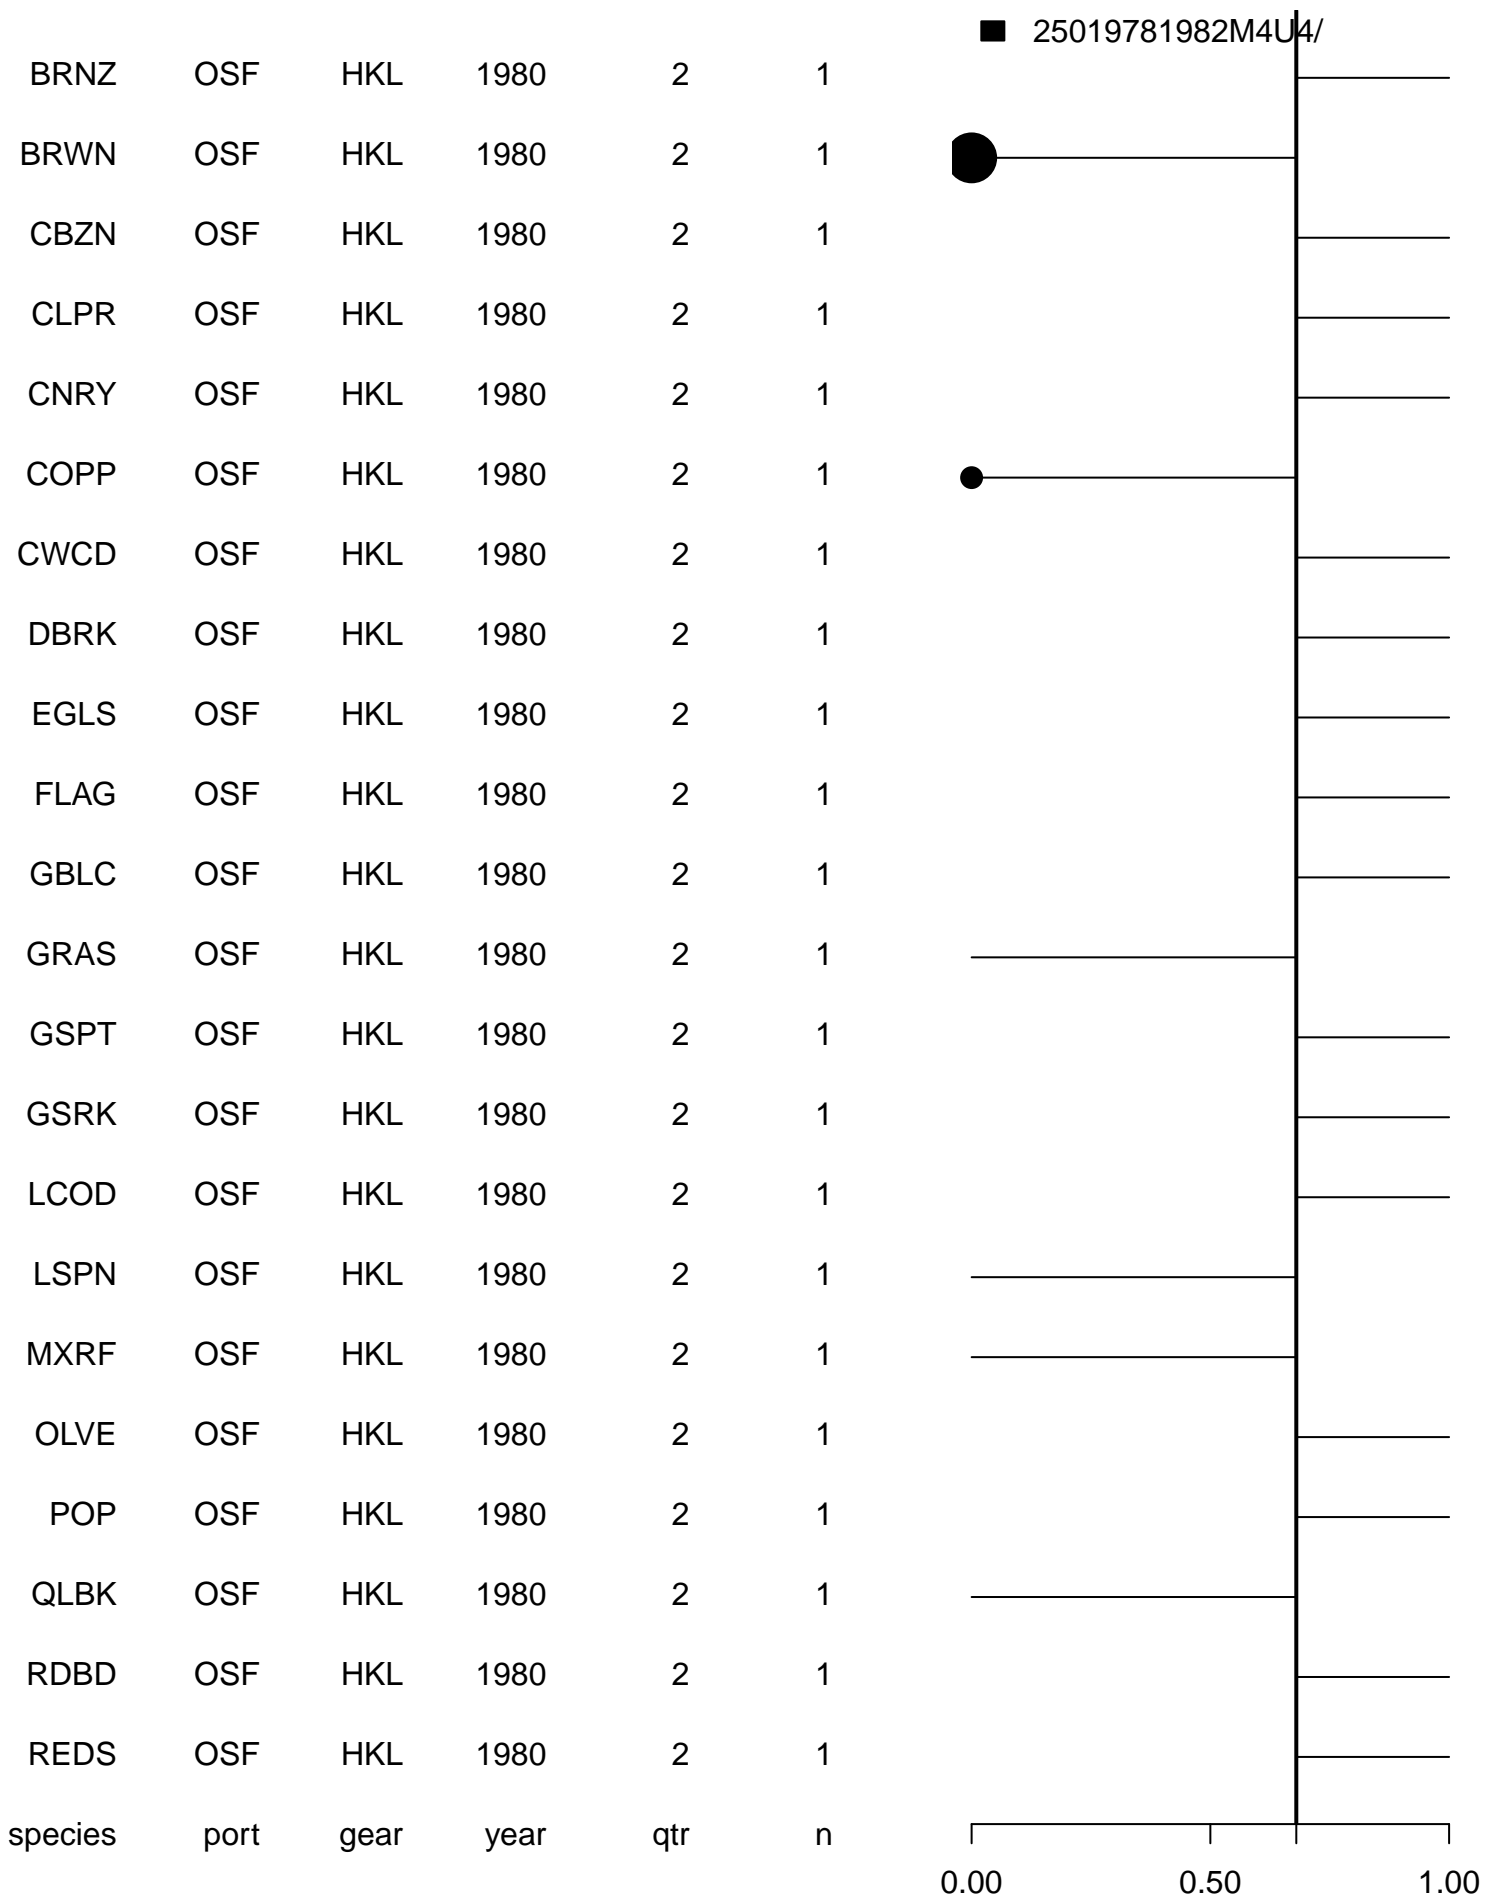 25019781982M4U4/
BRNZ OSF HKL 1980 2 1
BRWN OSF HKL 1980 2 1
CBZN OSF HKL 1980 2 1
CLPR OSF HKL 1980 2 1
CNRY OSF HKL 1980 2 1
COPP OSF HKL 1980 2 1
CWCD OSF HKL 1980 2 1
DBRK OSF HKL 1980 2 1
EGLS OSF HKL 1980 2 1
FLAG OSF HKL 1980 2 1
GBLC OSF HKL 1980 2 1
GRAS OSF HKL 1980 2 1
GSPT OSF HKL 1980 2 1
GSRK OSF HKL 1980 2 1
LCOD OSF HKL 1980 2 1
LSPN OSF HKL 1980 2 1
MXRF OSF HKL 1980 2 1
OLVE OSF HKL 1980 2 1
POP OSF HKL 1980 2 1
QLBK OSF HKL 1980 2 1
RDBD OSF HKL 1980 2 1
REDS OSF HKL 1980 2 1
species port gear year qtr n
0.00 0.50 1.00